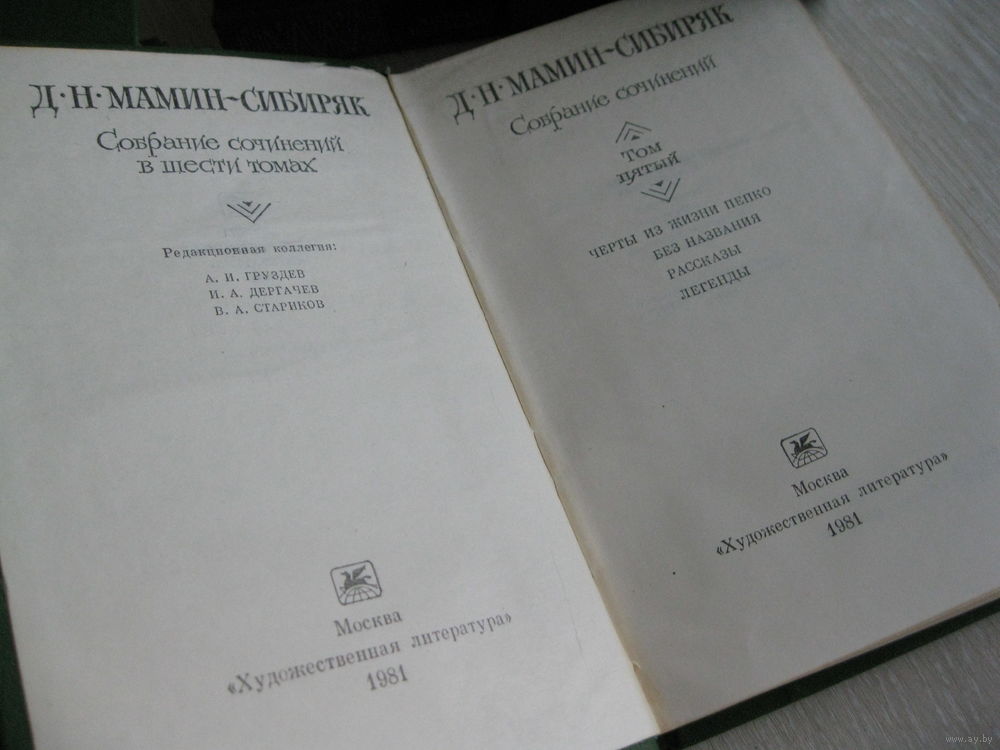 Д·Н·МАМИН-СИБИРЯК
Собрание сочинений
в шести томах
Редакционная коллегия:
А. И. ГРУЗДЕВ
И. А. ДЕРГАЧЕВ
В. А. СТАРИКОВ
Москва
«Художественная литература»
1981
Д·Н·МАМИН-СИБИРЯК
Собрание сочинений
Том
пятый
ЧЕРТЫ ИЗ ЖИЗНИ ПЕПКО
БЕЗ НАЗВАНИЯ
РАССКАЗЫ
ЛЕГЕНДЫ
Москва
«Художественная литература»
1981
www.ay.by